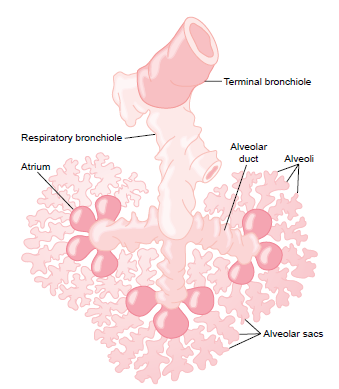 Terminal bronchiole
Respiratory bronchiole
Alveolar
duct
Alveoli
Atrium
Alveolar sacs